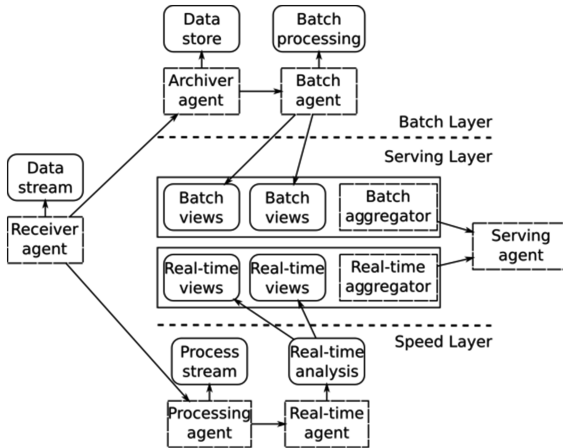 Data
store
Batch
processing
Archiver
agent
Batch
agent
Batch Layer
Serving Layer
Data
stream
Receiver
agent
Batch
views
Batch
views
Batch
aggregator
Serving
agent
Real-time
views
Real-time
views
Real-time
aggregator
Speed Layer
Process
stream
Real-time
analysis
Processing
agent
Real-time
agent